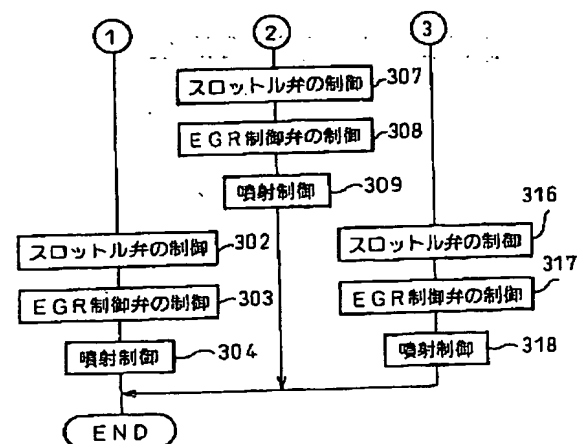 1
2
3
スロットル弁の制御
307
EGR制御弁の制御
308
噴射制御
309
スロットル弁の制御
302
EGR制御弁の制御
303
噴射制御
304
スロットル弁の制御
316
EGR制御弁の制御
317
噴射制御
318
END